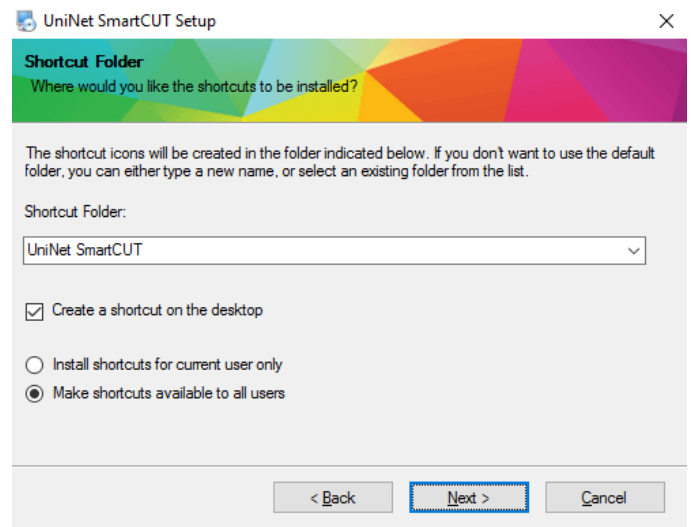 UniNet SmartCUT Setup
Shortcut Folder
Where would you like the shortcuts to be installed?
The shortcut icons will be created in the folder indicated below. If you don't want to use the default
folder, you can either type a new name, or select an existing folder from the list.
Shortcut Folder:
UniNet SmartCUT
Create a shortcut on the desktop
Install shortcuts for current user only
Make shortcuts available to all users
< Back
Next >
Cancel